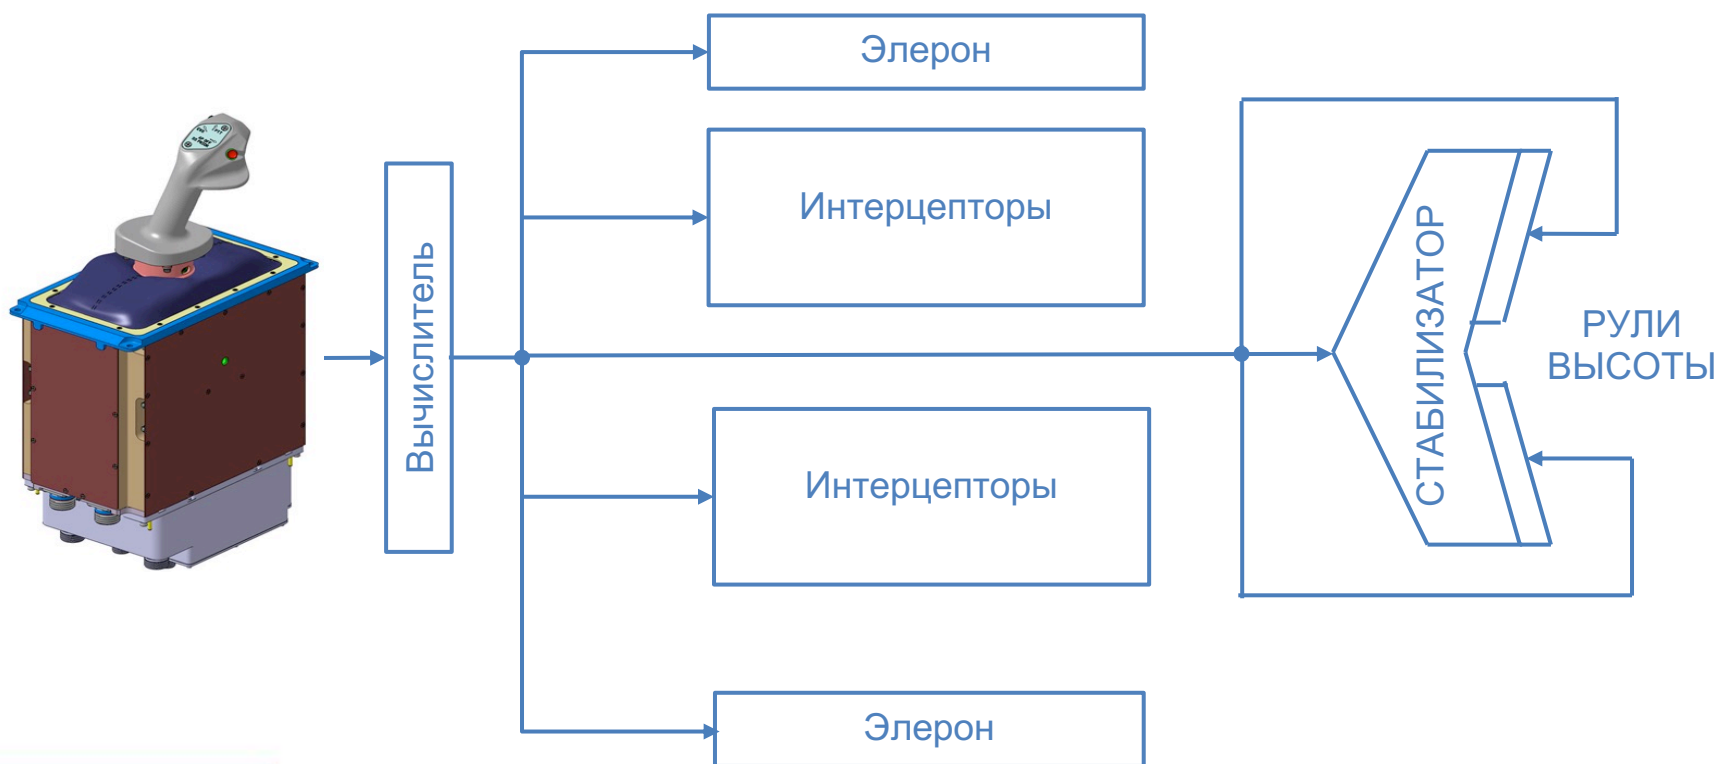 Элерон
Интерцепторы
Вычислитель
СТАБИЛИЗАТОР
РУЛИ
ВЫСОТЫ
Интерцепторы
Элерон